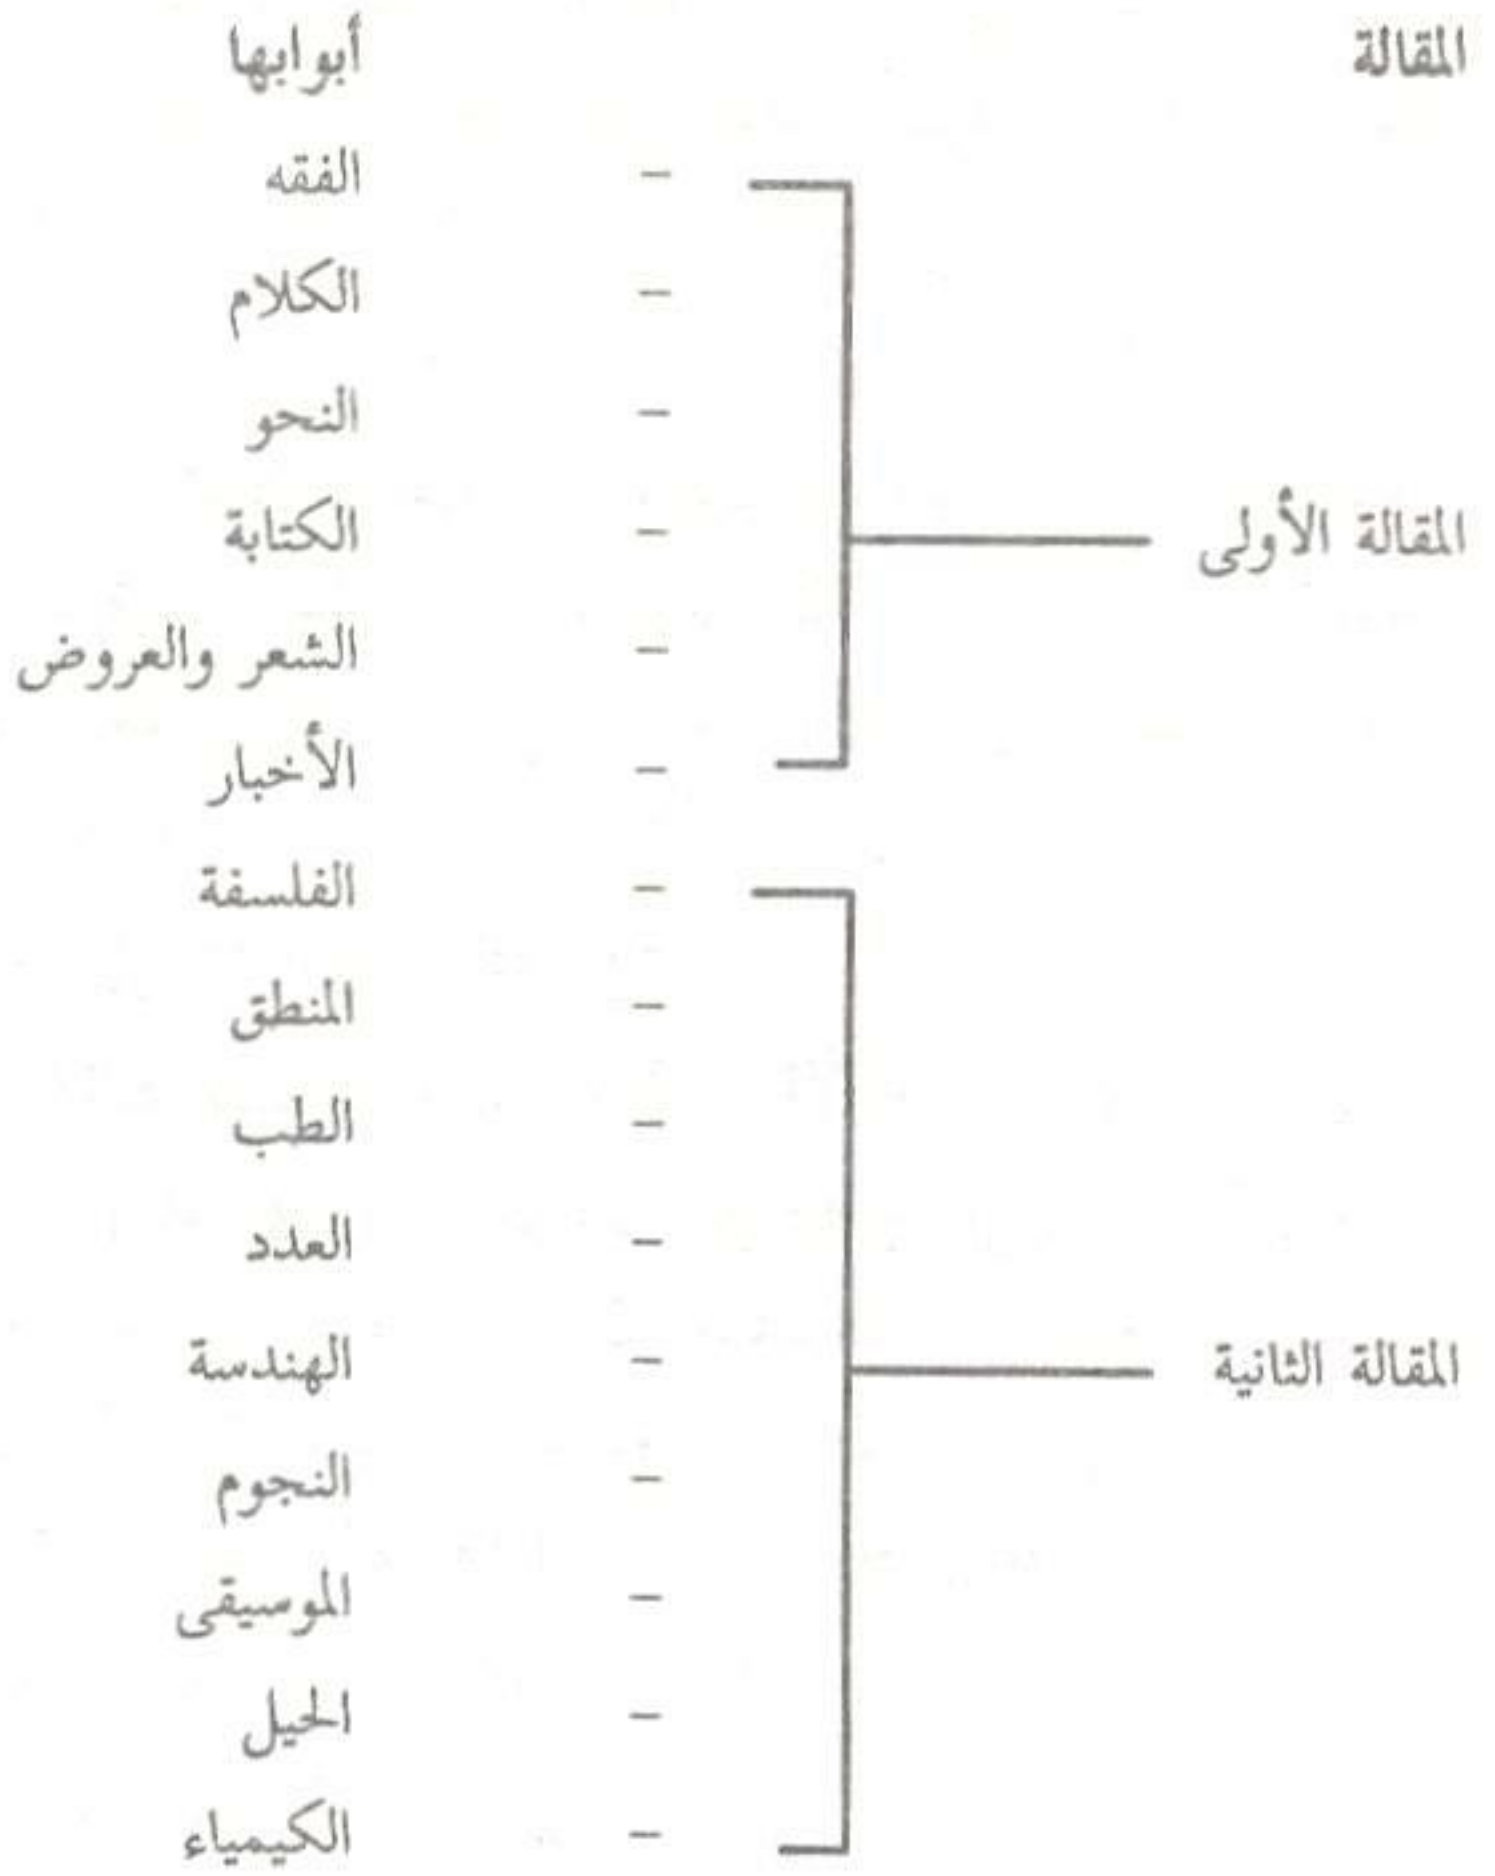 المقالة أبوابها
- الفقه
- الكلام
- النحو
المقالة الأولى - الكتابة
- الشعر والعروض
- الأخبار
- الفلسفة
- المنطق
- الطب
- العدد
المقالة الثانية - الهندسة
- النجوم
- الموسيقى
- الحيل
- الكيمياء